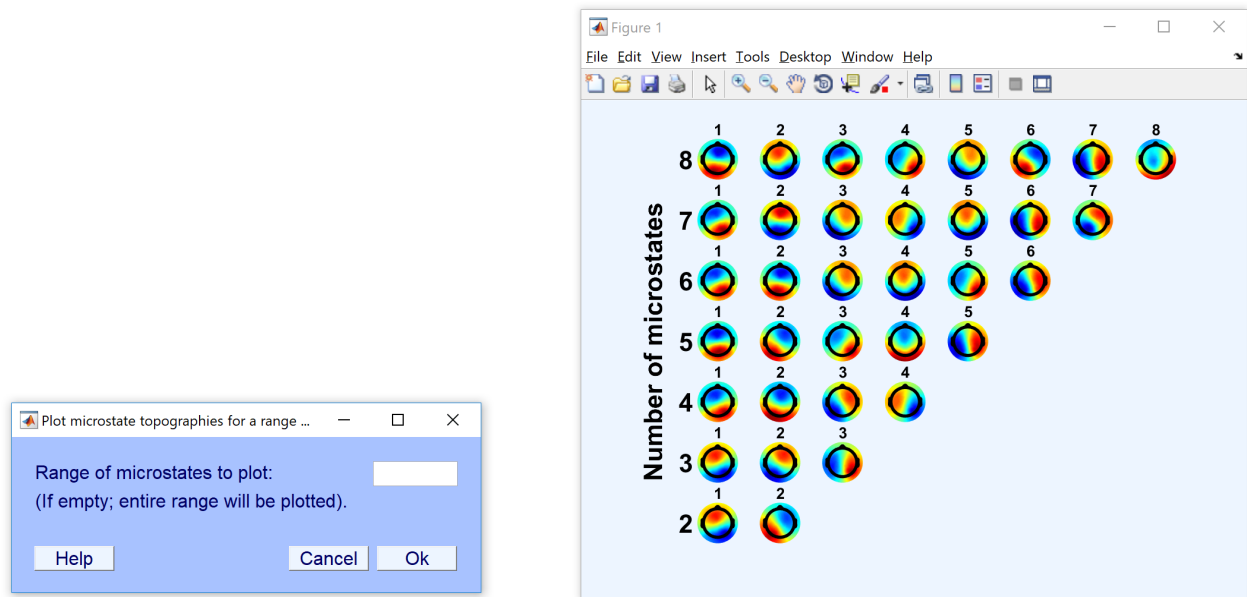 Plot microstate topographies for a range ...
Range of microstates to plot:
(If empty; entire range will be plotted).
Help Cancel Ok
Figure 1
File Edit View Insert Tools Desktop Window Help
Number of microstates
1 2 3 4 5 6 7 8
8
1 2 3 4 5 6 7
7
1 2 3 4 5 6
6
1 2 3 4 5
5
1 2 3 4
4
1 2 3
3
1 2
2